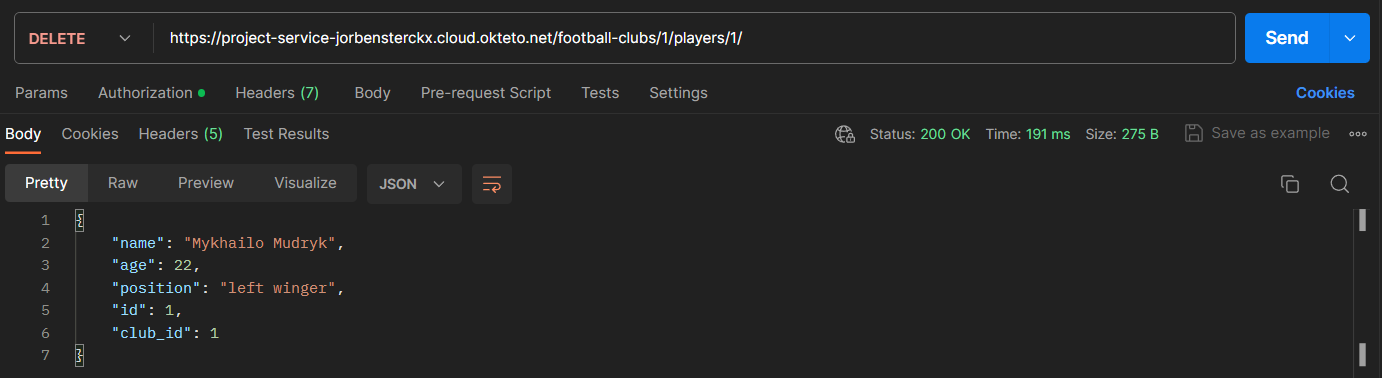 DELETE https://project-service-jorbensterckx.cloud.okteto.net/football-clubs/1/players/1/ Send
Params Authorization Headers (7) Body Pre-request Script Tests Settings Cookies
Body Cookies Headers (5) Test Results Status: 200 OK Time: 191 ms Size: 275 B Save as example
Pretty Raw Preview Visualize JSON
1 {
2 "name": "Mykhailo Mudryk",
3 "age": 22,
4 "position": "left winger",
5 "id": 1,
6 "club_id": 1
7 }